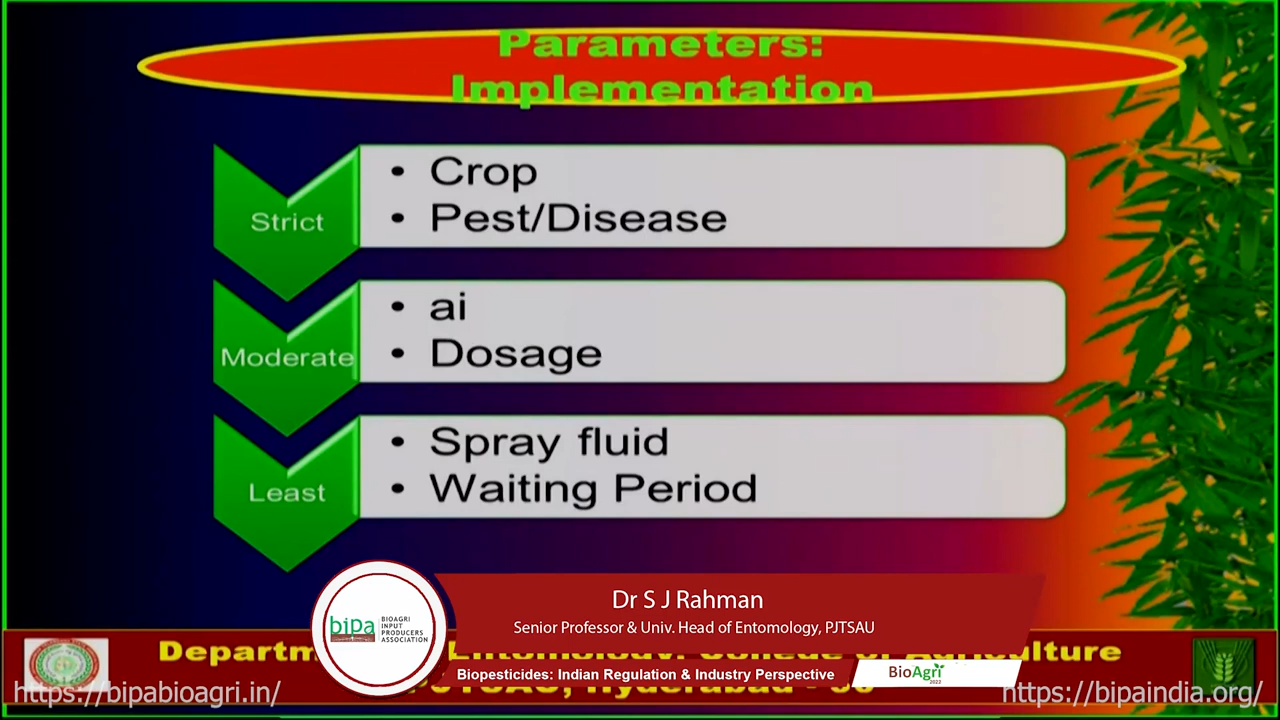 Parameters:
Implementation
Strict
• Crop
• Pest/Disease
Moderate
• ai
• Dosage
Least
• Spray fluid
• Waiting Period
Dr S J Rahman
Senior Professor & Univ. Head of Entomology, PJTSAU
bipa BIOAGRI
INPUT
PRODUCERS
ASSOCIATION
Biopesticides: Indian Regulation & Industry Perspective
BioAgri
2022
https://bipabioagri.in/
Hyderabad
https://bipaindia.org/